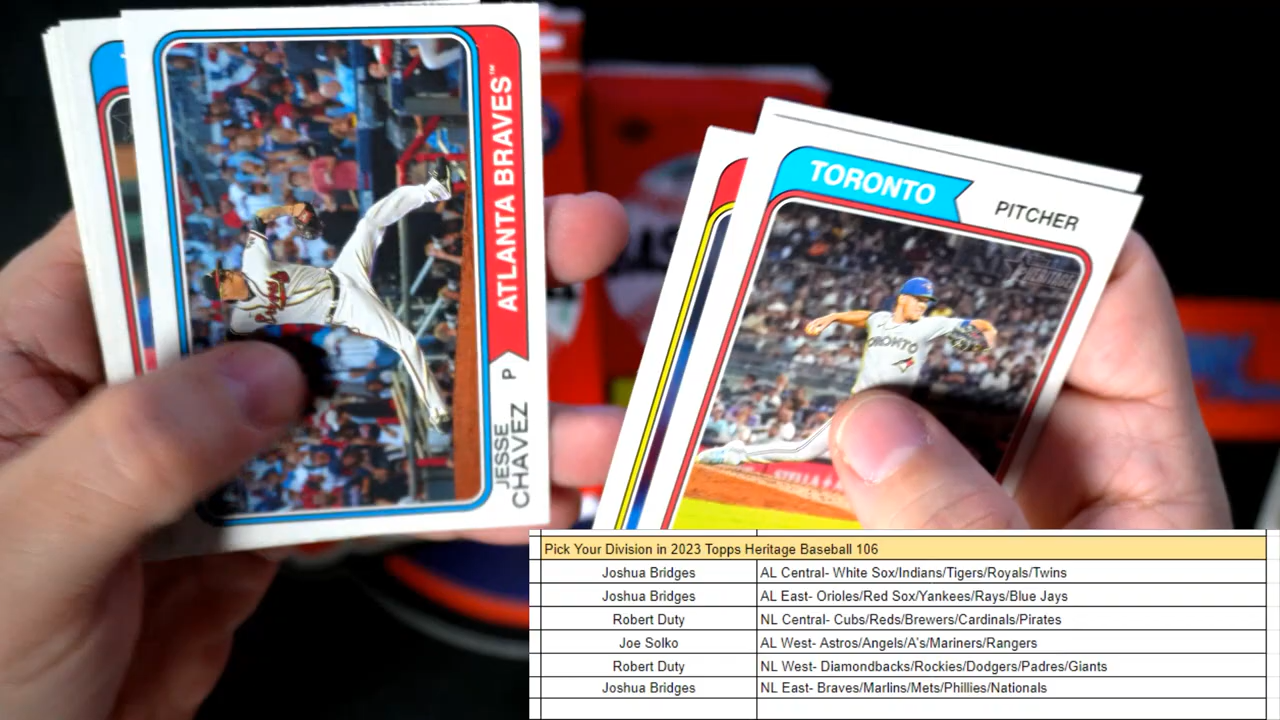 ATLANTA BRAVES™
P
JESSE
CHAVEZ
TORONTO
PITCHER
Heritage
TORONTO
STELLA A
Pick Your Division in 2023 Topps Heritage Baseball 106
Joshua Bridges AL Central- White Sox/Indians/Tigers/Royals/Twins
Joshua Bridges AL East- Orioles/Red Sox/Yankees/Rays/Blue Jays
Robert Duty NL Central- Cubs/Reds/Brewers/Cardinals/Pirates
Joe Solko AL West- Astros/Angels/A's/Mariners/Rangers
Robert Duty NL West- Diamondbacks/Rockies/Dodgers/Padres/Giants
Joshua Bridges NL East- Braves/Marlins/Mets/Phillies/Nationals